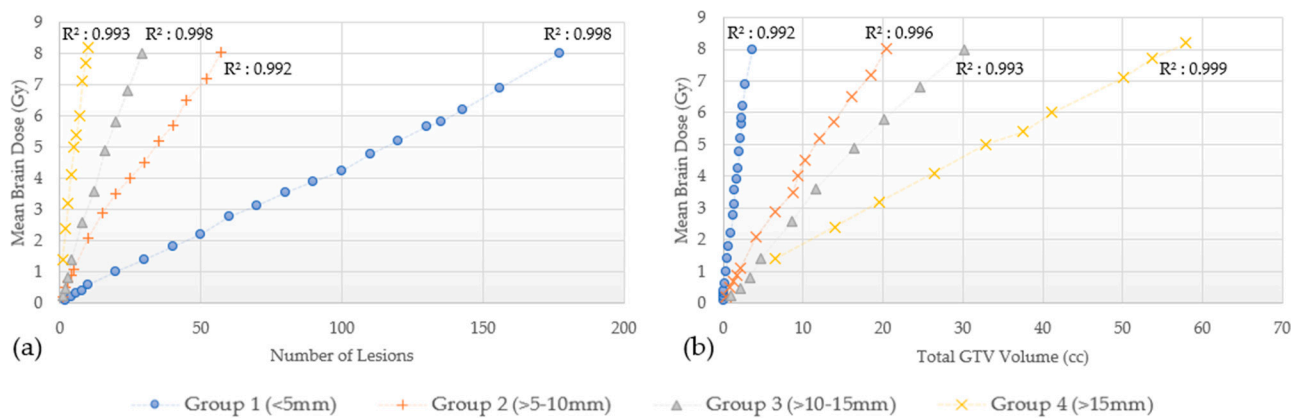 R² : 0.993 R² : 0.998 R² : 0.998
R² : 0.992
Mean Brain Dose (Gy)
9
8
7
6
5
4
3
2
1
0
0 50 100 150 200
(a)
Number of Lesions
R² : 0.992 R² : 0.996
R² : 0.993 R² : 0.999
Mean Brain Dose (Gy)
9
8
7
6
5
4
3
2
1
0
0 10 20 30 40 50 60 70
(b)
Total GTV Volume (cc)
Group 1 (<5mm) Group 2 (>5-10mm) Group 3 (>10-15mm) Group 4 (>15mm)